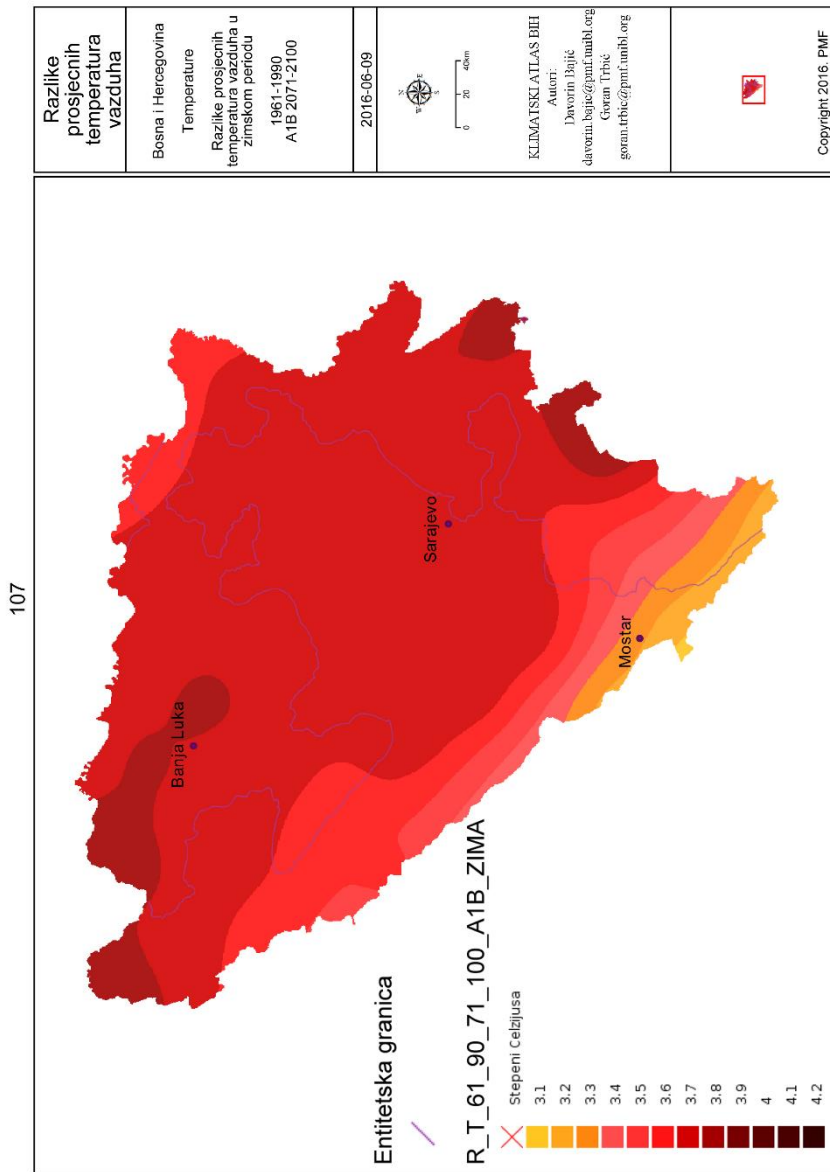 107
Razlike
prosjecnih
temperatura
vazduha
Bosna i Hercegovina
Temperature
Razlike prosjecnih
temperatura vazduha u
zimskom periodu
1961-1990
A1B 2071-2100
2016-06-09
N
W
E
S
0 20 40km
KLIMATSKI ATLAS BIH
Autori:
Davorin Bajić
davorin.bajic@pmf.unibl.org
Goran Trbić
goran.trbic@pmf.unibl.org
Copyright 2016. PMF
Banja Luka
Sarajevo
Mostar
Entitetska granica
R_T_61_90_71_100_A1B_ZIMA
Stepeni Celzijusa
3.1
3.2
3.3
3.4
3.5
3.6
3.7
3.8
3.9
4
4.1
4.2